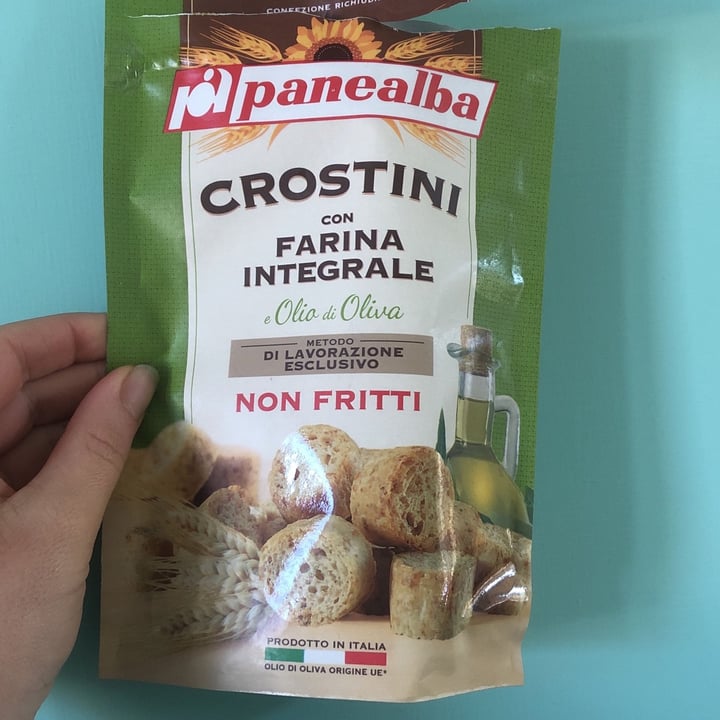 CONFEZIONE RICHIUDI
panealba
CROSTINI
CON
FARINA
INTEGRALE
e Olio di Oliva
METODO
DI LAVORAZIONE
ESCLUSIVO
NON FRITTI
PRODOTTO IN ITALIA
OLIO DI OLIVA ORIGINE UE*